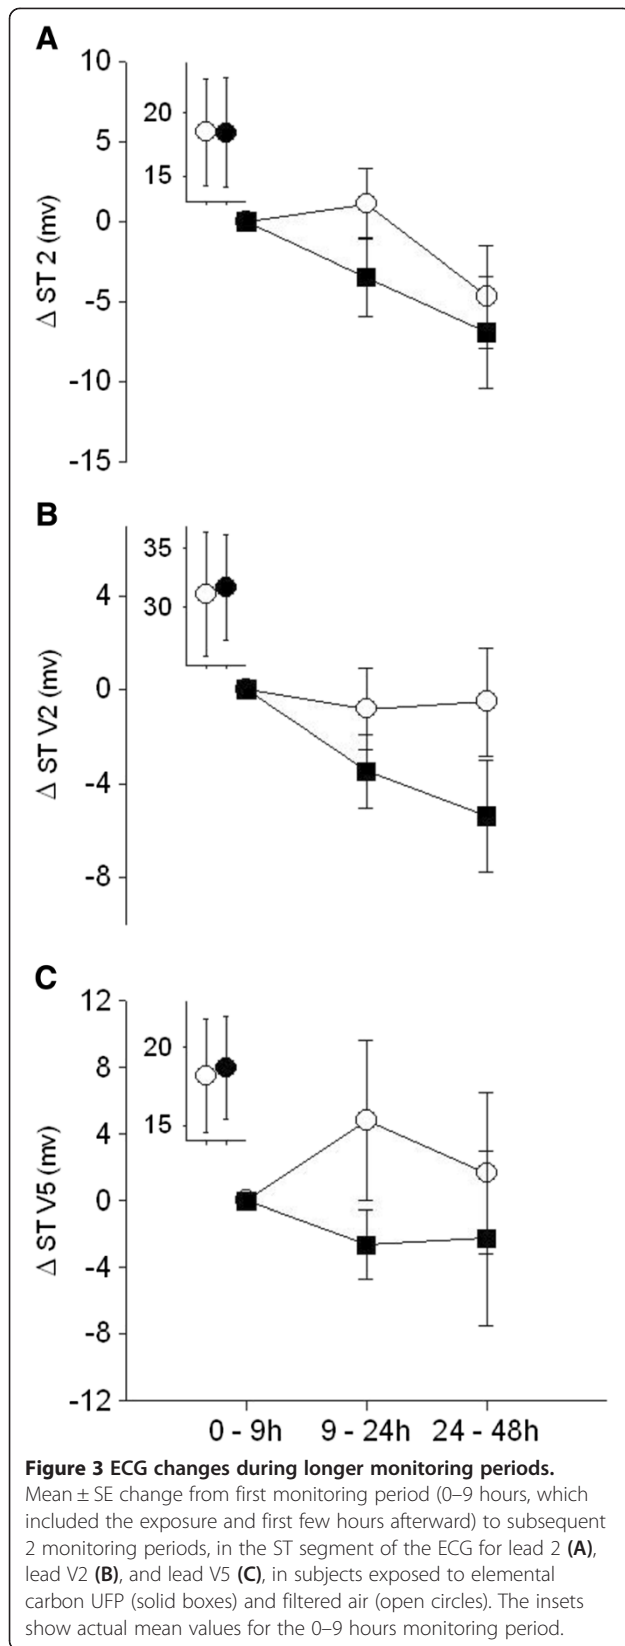 A
10
5
0
-5
-10
-15
Δ ST 2 (mv)
20
15
B
4
0
-4
-8
Δ ST V2 (mv)
35
30
C
12
8
4
0
-4
-8
-12
Δ ST V5 (mv)
20
15
0 - 9h 9 - 24h 24 - 48h
Figure 3 ECG changes during longer monitoring periods.
Mean ± SE change from first monitoring period (0–9 hours, which
included the exposure and first few hours afterward) to subsequent
2 monitoring periods, in the ST segment of the ECG for lead 2 (A),
lead V2 (B), and lead V5 (C), in subjects exposed to elemental
carbon UFP (solid boxes) and filtered air (open circles). The insets
show actual mean values for the 0–9 hours monitoring period.